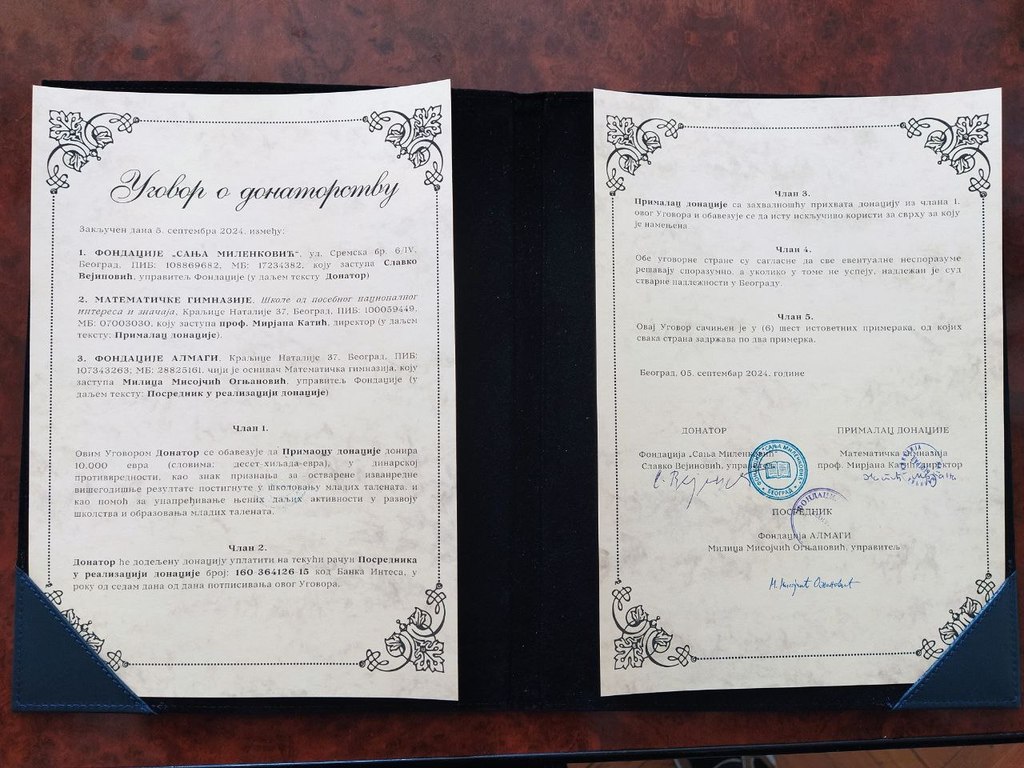 Уговор о донаторству
Закључен дана 5. септембра 2024. између:
1. ФОНДАЦИЈЕ „САЊА МИЛЕНКОВИЋ“, ул. Сремска бр. 6/IV,
Београд, ПИБ: 108869682, МБ: 17234382, коју заступа Славко
Вејиновић, управитељ Фондације (у даљем тексту: Донатор)
2. МАТЕМАТИЧКЕ ГИМНАЗИЈЕ, Школе од посебног националног
интереса и значаја, Краљице Наталије 37, Београд, ПИБ: 100059449,
МБ: 07003030, коју заступа проф. Мирјана Катић, директор (у даљем
тексту: Прималац донације).
3. ФОНДАЦИЈЕ АЛМАГИ, Краљице Наталије 37, Београд, ПИБ:
107343263; МБ: 28825161, чији је оснивач Математичка гимназија, коју
заступа Милица Мисојчић Огњановић, управитељ Фондације (у
даљем тексту: Посредник у реализацији донације)
Члан 1.
Овим Уговором Донатор се обавезује да Примаоцу донације донира
10.000 евра (словима: десет-хиљада-евра), у динарској
противвредности, као знак признања за остварене изванредне
вишегодишње резултате постигнуте у школовању младих талената, и
као помоћ за унапређивање њених даљих активности у развоју
школства и образовања младих талената.
Члан 2.
Донатор ће додељену донацију уплатити на текући рачун Посредника
у реализацији донације број: 160-364126-15 код Банка Интеса, у
року од седам дана од дана потписивања овог Уговора.
Члан 3.
Прималац донације са захвалношћу прихвата донацију из члана 1.
овог Уговора и обавезује се да исту искључиво користи за сврху за коју
је намењена.
Члан 4.
Обе уговорне стране су сагласне да све евентуалне неспоразуме
решавају споразумно, а уколико у томе не успеју, надлежан је суд
стварне надлежности у Београду.
Члан 5.
Овај Уговор сачињен је у (6) шест истоветних примерака, од којих
свака страна задржава по два примерка.
Београд, 05. септембар 2024. године
ДОНАТОР ПРИМАЛАЦ ДОНАЦИЈЕ
Фондација „Сања Миленковић“ Математичка гимназија
Славко Вејиновић, управитељ проф. Мирјана Катић, директор
ПОСРЕДНИК
Фондација АЛМАГИ
Милица Мисојчић Огњановић, управитељ